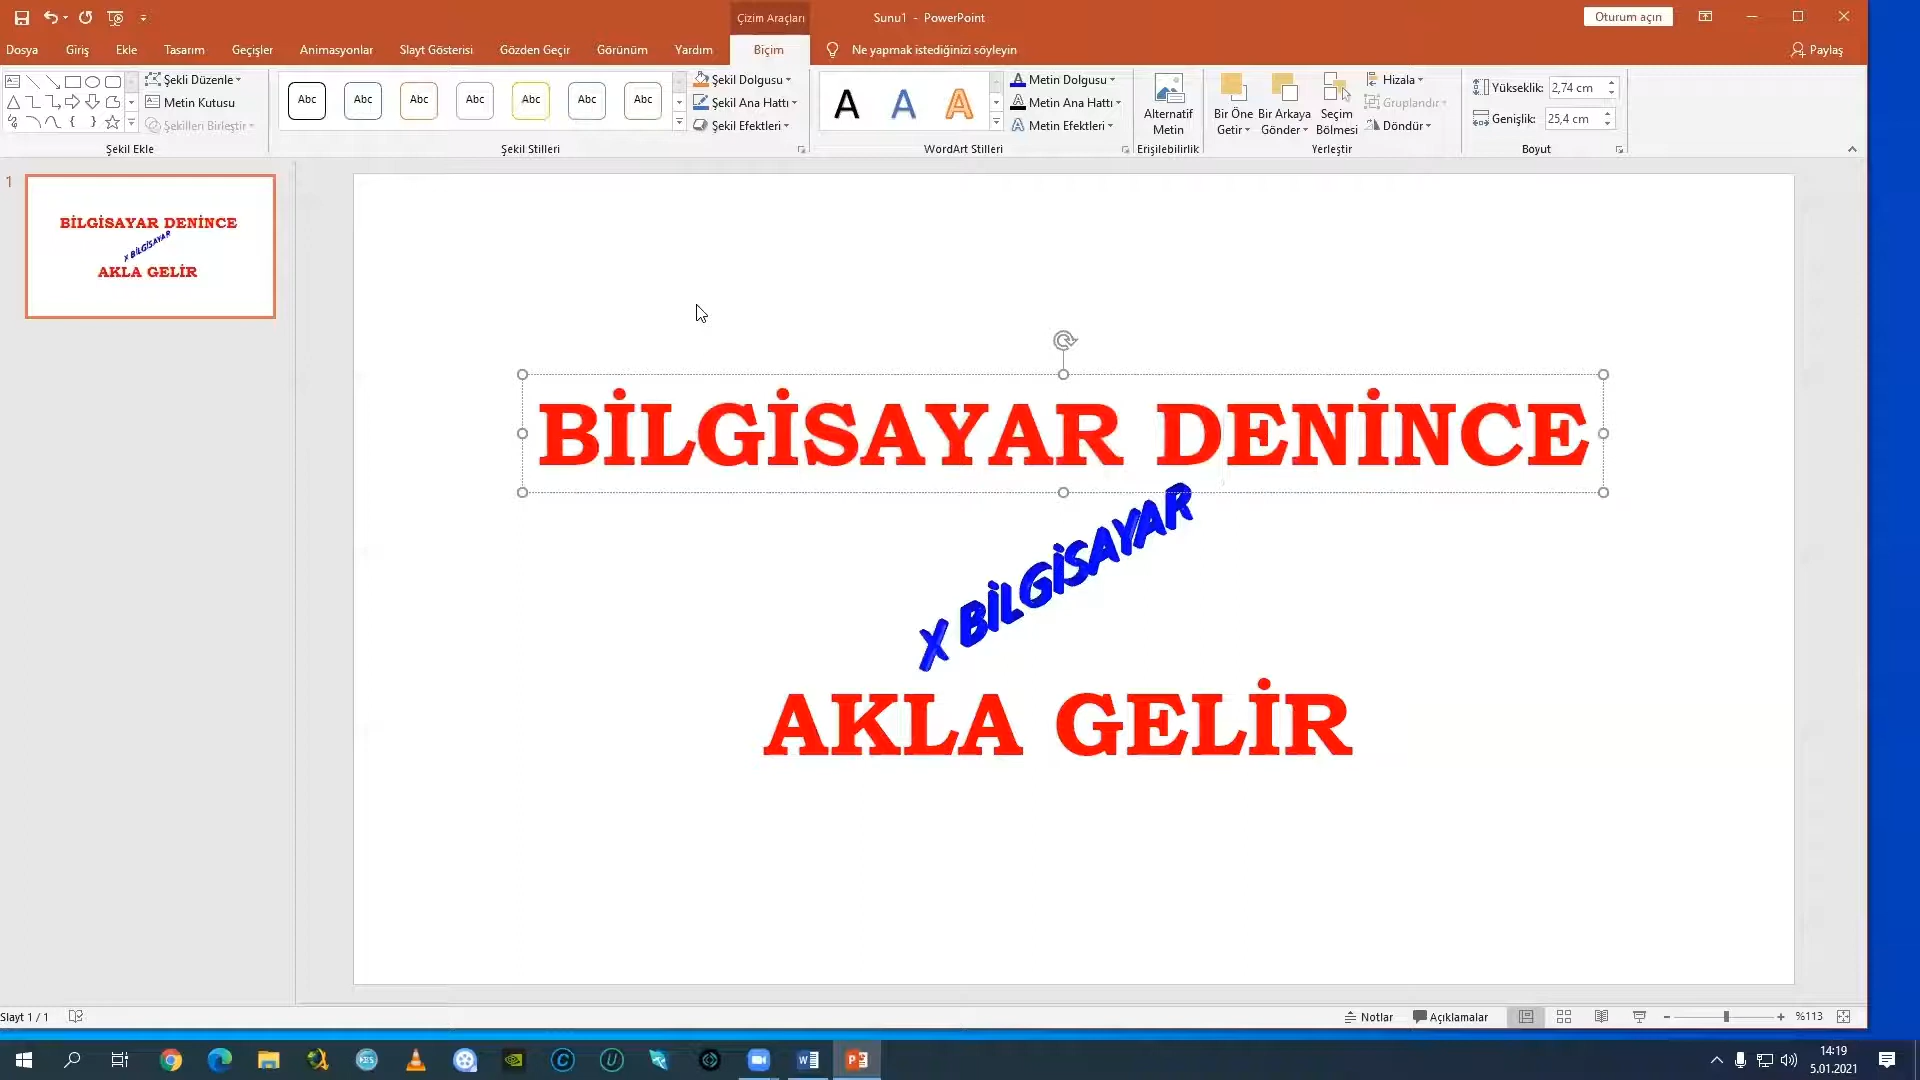 Çizim Araçları
Sunu1 - PowerPoint
Oturum açın
Dosya Giriş Ekle Tasarım Geçişler Animasyonlar Slayt Gösterisi Gözden Geçir Görünüm Yardım Biçim Ne yapmak istediğinizi söyleyin Paylaş
Şekli Düzenle
Metin Kutusu
Şekilleri Birleştir
Şekil Ekle
Abc Abc Abc Abc Abc Abc Abc
Şekil Dolgusu
Şekil Ana Hattı
Şekil Efektleri
Şekil Stilleri
A A A
Metin Dolgusu
Metin Ana Hattı
Metin Efektleri
WordArt Stilleri
Alternatif
Metin
Erişilebilirlik
Bir Öne
Getir
Bir Arkaya
Gönder
Seçim
Bölmesi
Hizala
Gruplandır
Döndür
Yerleştir
Yükseklik: 2,74 cm
Genişlik: 25,4 cm
Boyut
1
BİLGİSAYAR DENİNCE
X BİLGİSAYAR
AKLA GELİR
BİLGİSAYAR DENİNCE
X BİLGİSAYAR
AKLA GELİR
Slayt 1 / 1
Notlar
Açıklamalar
%113
14:19
5.01.2021